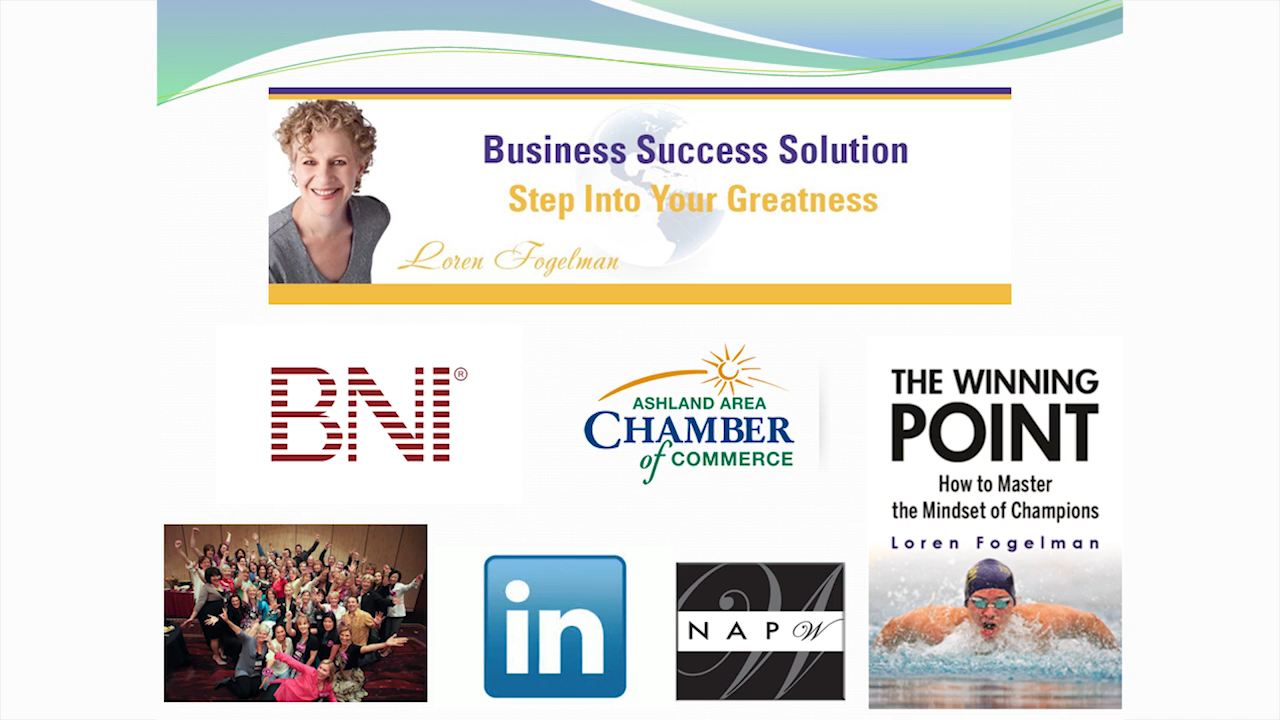 Business Success Solution
Step Into Your Greatness
Loren Fogelman
BNI®
ASHLAND AREA
CHAMBER
of COMMERCE
THE WINNING
POINT
How to Master
the Mindset of Champions
Loren Fogelman
in
W
NAPW